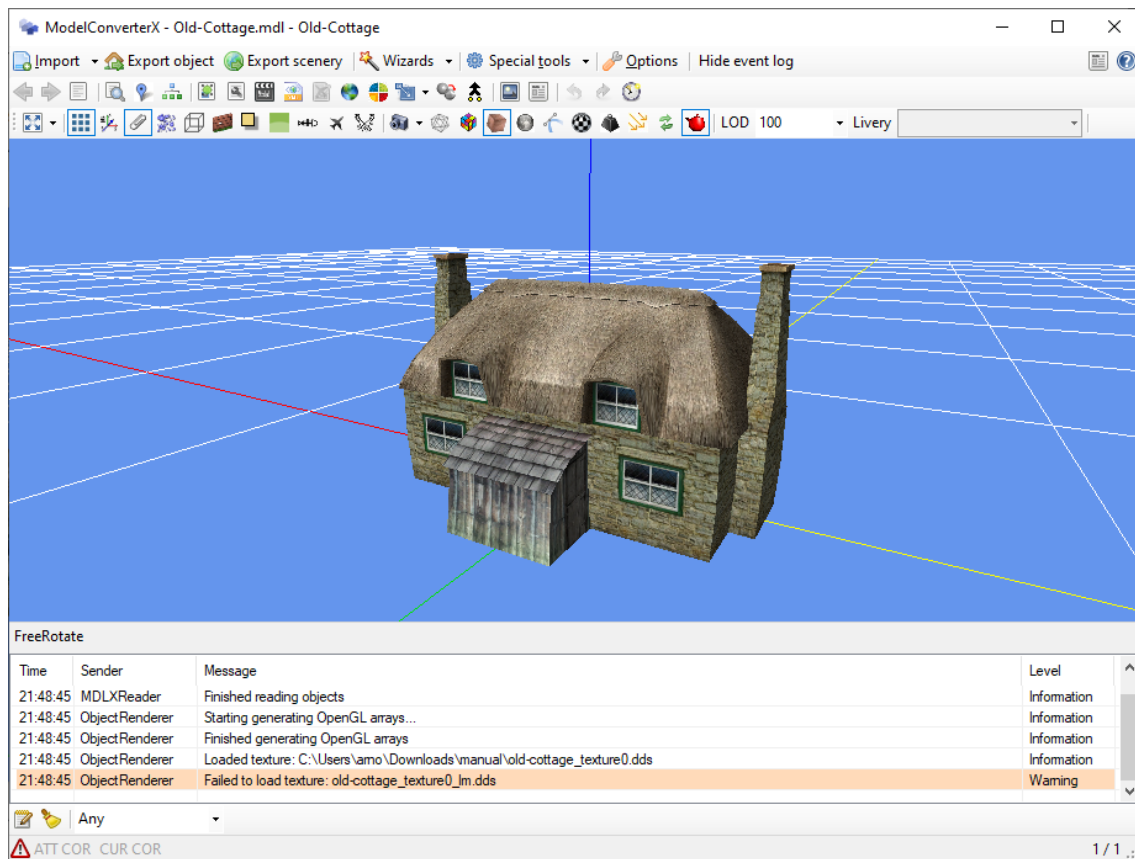 ModelConverterX - Old-Cottage.mdl - Old-Cottage
Import Export object Export scenery Wizards Special tools Options Hide event log
LOD 100 Livery
FreeRotate
Time Sender Message Level
21:48:45 MDLXReader Finished reading objects Information
21:48:45 ObjectRenderer Starting generating OpenGL arrays... Information
21:48:45 ObjectRenderer Finished generating OpenGL arrays Information
21:48:45 ObjectRenderer Loaded texture: C:\Users\arno\Downloads\manual\old-cottage_texture0.dds Information
21:48:45 ObjectRenderer Failed to load texture: old-cottage_texture0_lm.dds Warning
Any
ATT COR CUR COR 1 / 1